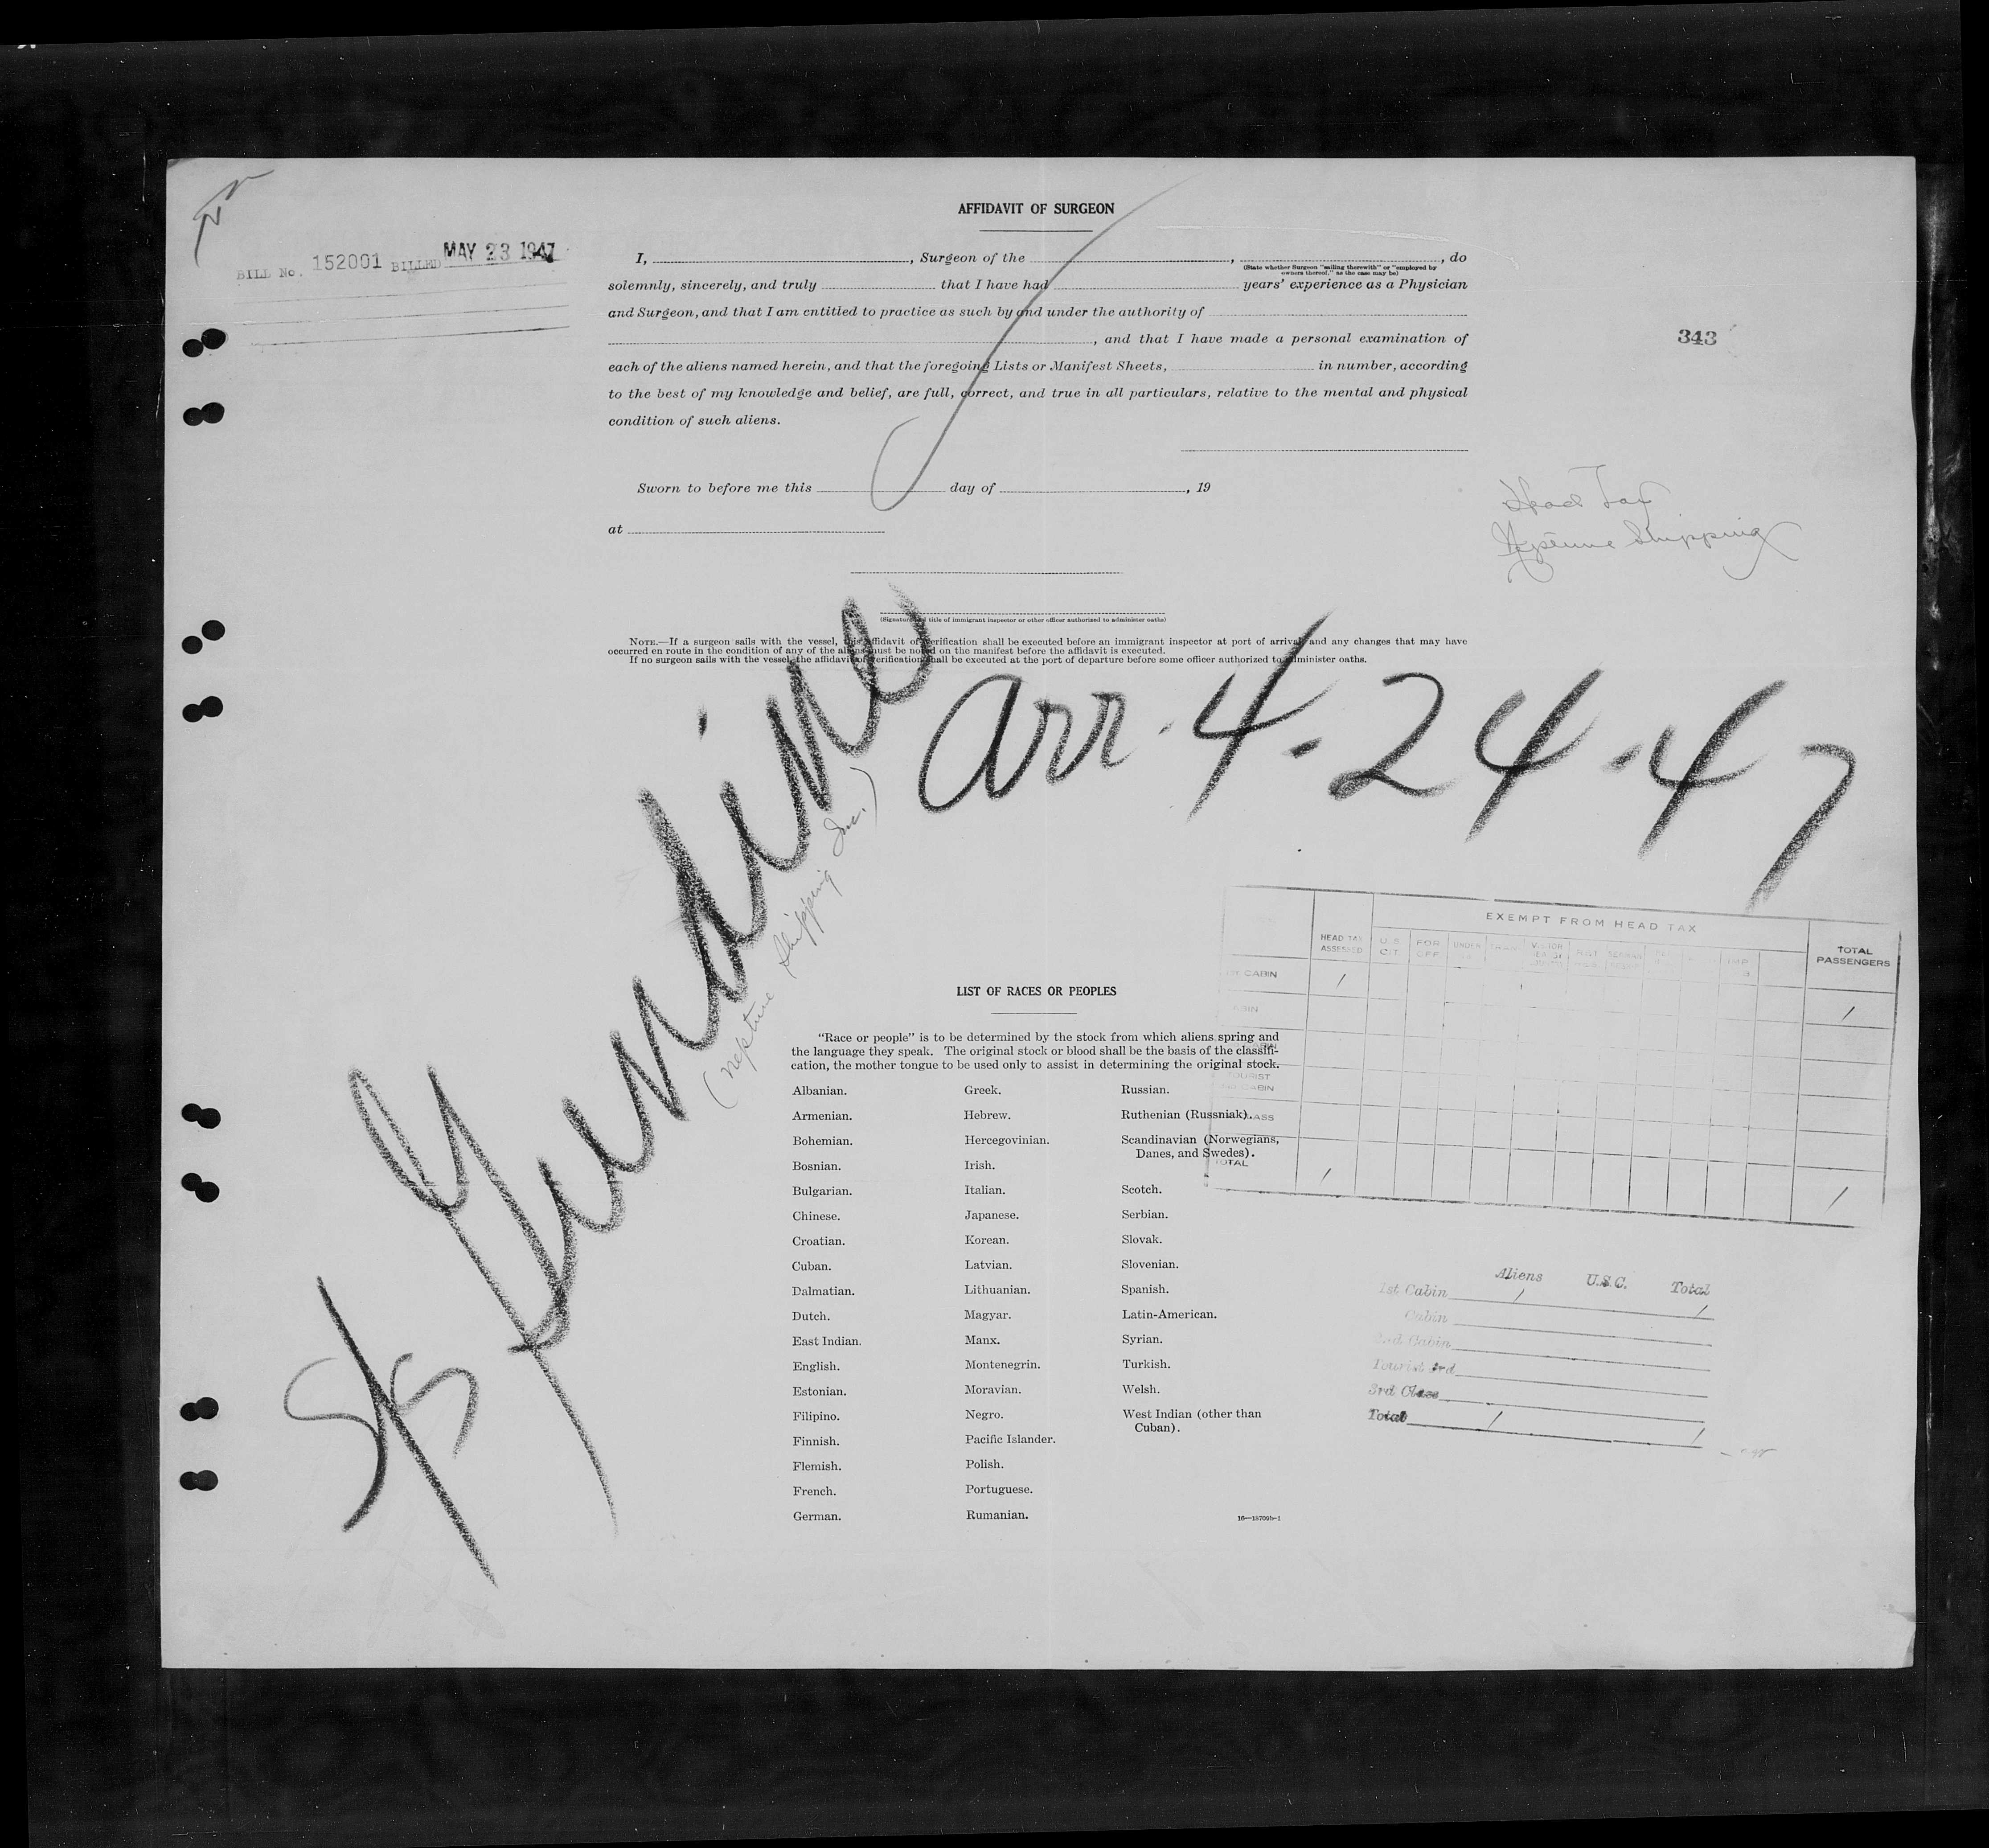 AFFIDAVIT OF SURGEON
BILL No. 152001 BILLED MAY 23 1947
I, , Surgeon of the , , do
(State whether Surgeon "sailing therewith" or "employed by
owners thereof," as the case may be)
solemnly, sincerely, and truly that I have had years' experience as a Physician
and Surgeon, and that I am entitled to practice as such by and under the authority of
, and that I have made a personal examination of
343
each of the aliens named herein, and that the foregoing Lists or Manifest Sheets, in number, according
to the best of my knowledge and belief, are full, correct, and true in all particulars, relative to the mental and physical
condition of such aliens.
Sworn to before me this day of , 19
at
Head Tax
Neptune Shipping
(Signature and title of immigrant inspector or other officer authorized to administer oaths)
NOTE.—If a surgeon sails with the vessel, this affidavit of verification shall be executed before an immigrant inspector at port of arrival, and any changes that may have
occurred en route in the condition of any of the aliens must be noted on the manifest before the affidavit is executed.
If no surgeon sails with the vessel, the affidavit of verification shall be executed at the port of departure before some officer authorized to administer oaths.
arr. 4-24-47
S/S
(Neptune Shipping Inc.)
EXEMPT FROM HEAD TAX
HEAD TAX
ASSESSED
U.S.
CIT.
FOR
OFF.
UNDER
TOTAL
PASSENGERS
CABIN /
/
TOURIST
CABIN
TOTAL / /
LIST OF RACES OR PEOPLES
"Race or people" is to be determined by the stock from which aliens spring and
the language they speak. The original stock or blood shall be the basis of the classifi-
cation, the mother tongue to be used only to assist in determining the original stock.
Albanian.
Armenian.
Bohemian.
Bosnian.
Bulgarian.
Chinese.
Croatian.
Cuban.
Dalmatian.
Dutch.
East Indian.
English.
Estonian.
Filipino.
Finnish.
Flemish.
French.
German.
Greek.
Hebrew.
Hercegovinian.
Irish.
Italian.
Japanese.
Korean.
Latvian.
Lithuanian.
Magyar.
Manx.
Montenegrin.
Moravian.
Negro.
Pacific Islander.
Polish.
Portuguese.
Rumanian.
Russian.
Ruthenian (Russniak).
Scandinavian (Norwegians,
Danes, and Swedes).
Scotch.
Serbian.
Slovak.
Slovenian.
Spanish.
Latin-American.
Syrian.
Turkish.
Welsh.
West Indian (other than
Cuban).
Aliens U.S.C. Total
1st Cabin / /
Cabin
2nd Cabin
Tourist 3rd
3rd Class
Total / /